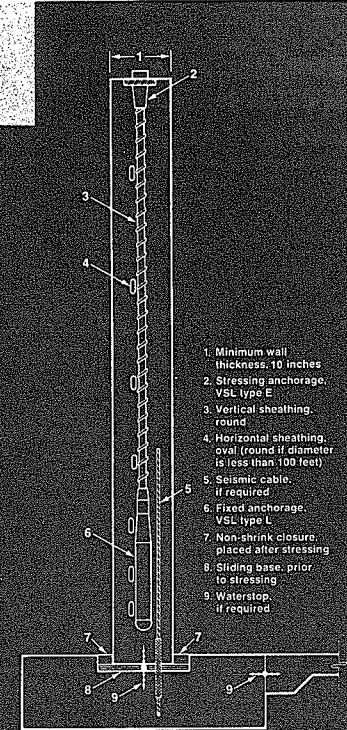 1
2
3
4
1. Minimum wall
thickness, 10 inches
2. Stressing anchorage,
VSL type E
3. Vertical sheathing,
round
4. Horizontal sheathing,
oval (round if diameter
is less than 100 feet)
5. Seismic cable,
if required
6. Fixed anchorage,
VSL type L
7. Non-shrink closure,
placed after stressing
8. Sliding base, prior
to stressing
9. Waterstop,
if required
5
6
7
7
8
9
9